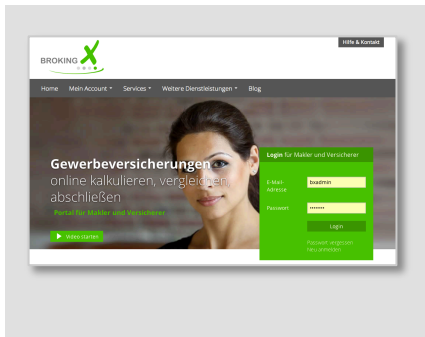 Hilfe & Kontakt
BROKING X
Home Mein Account Services Weitere Dienstleistungen Blog
Gewerbeversicherungen
online kalkulieren, vergleichen,
abschließen
Portal für Makler und Versicherer
Video starten
Login für Makler und Versicherer
E-Mail-
Adresse
bxadmin
Passwort
•••••••
Login
Passwort vergessen
Neu anmelden